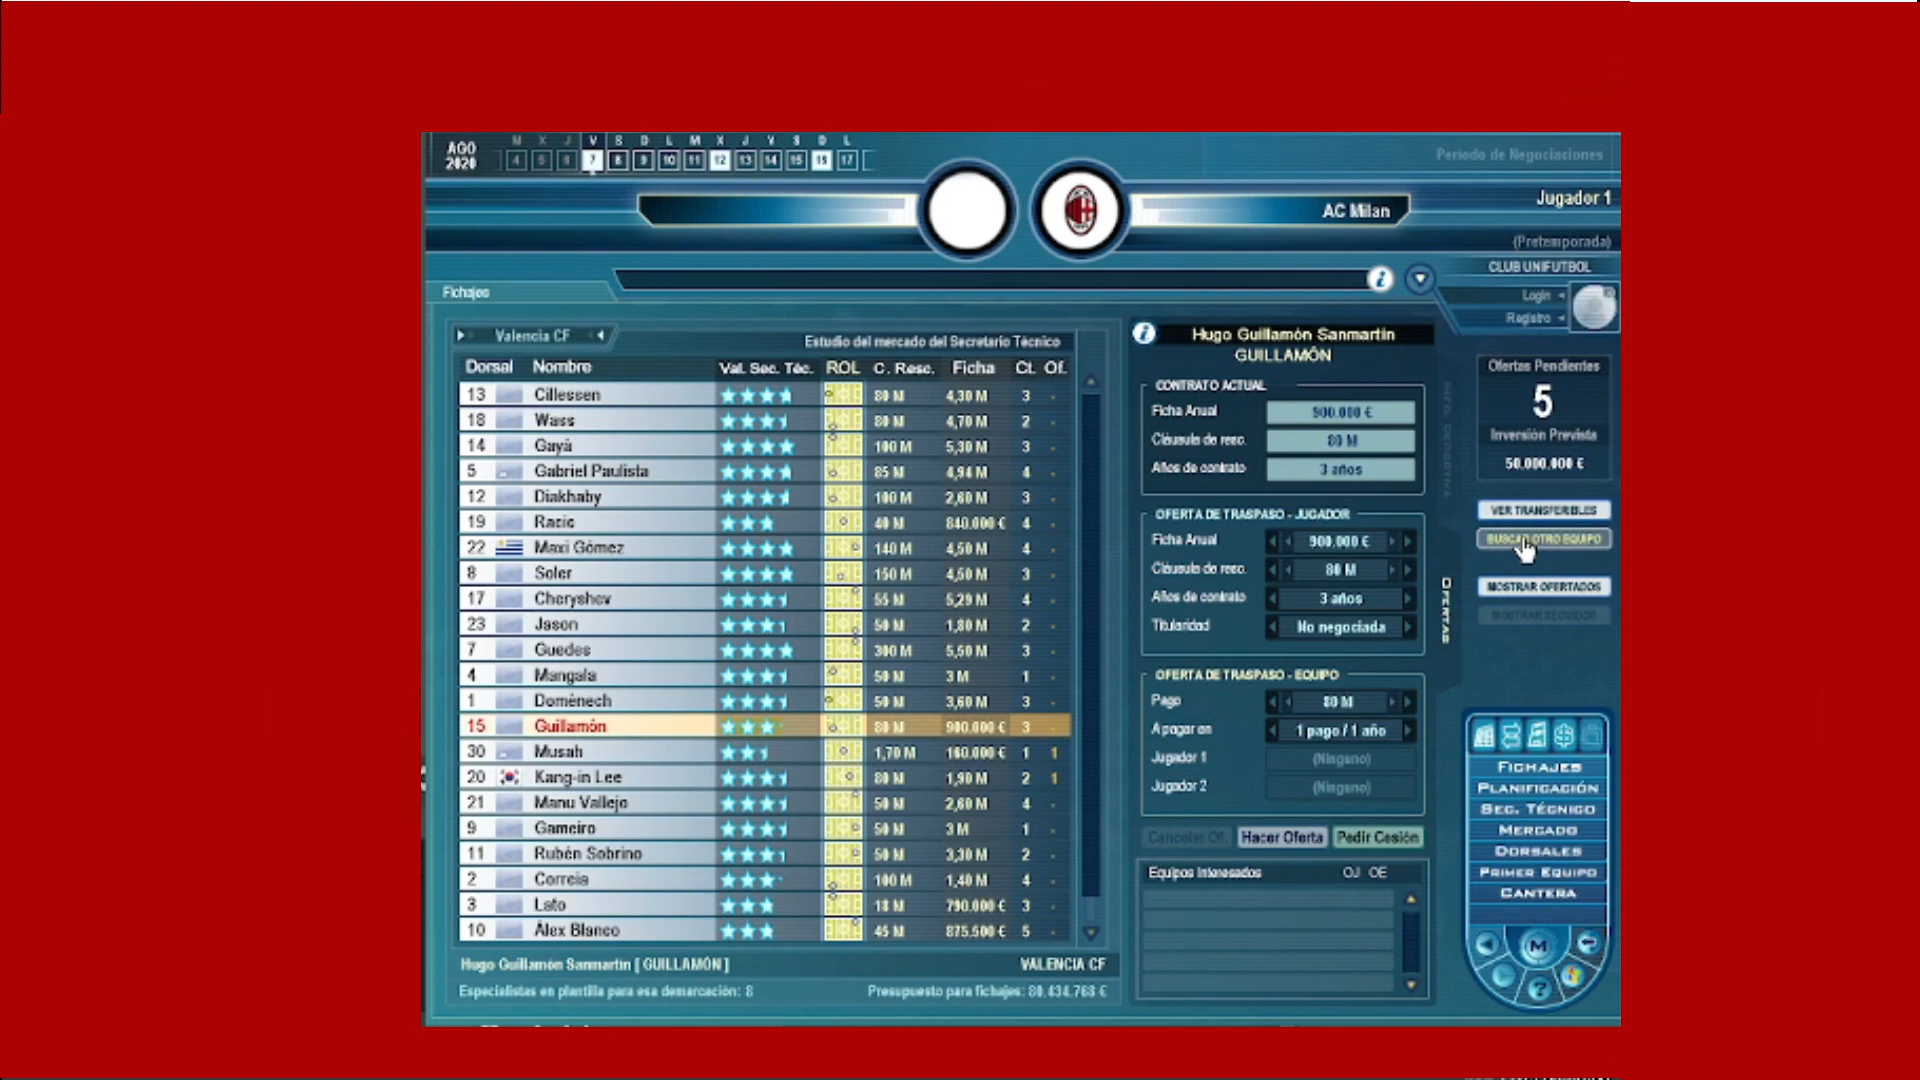 AGO
2020
M X J V S D L M X J V S D L
4 5 6 7 8 9 10 11 12 13 14 15 16 17
Periodo de Negociaciones
Jugador 1
AC Milan
(Pretemporada)
CLUB UNIFUTBOL
Login
Registro
Fichajes
Valencia CF
Estudio del mercado del Secretario Técnico
Dorsal Nombre Val. Sec. Téc. ROL C. Resc. Ficha Ct. Of.
13 Cillessen 80 M 4,30 M 3 -
18 Wass 80 M 4,70 M 2 -
14 Gayá 100 M 5,30 M 3 -
5 Gabriel Paulista 85 M 4,94 M 4 -
12 Diakhaby 100 M 2,60 M 3 -
19 Racic 40 M 840.000 € 4 -
22 Maxi Gómez 140 M 4,50 M 4 -
8 Soler 150 M 4,50 M 3 -
17 Cheryshev 55 M 5,29 M 4 -
23 Jason 50 M 1,80 M 2 -
7 Guedes 300 M 5,50 M 3 -
4 Mangala 50 M 3 M 1 -
1 Doménech 50 M 3,60 M 3 -
15 Guillamón 80 M 900.000 € 3 -
30 Musah 1,70 M 160.000 € 1 1
20 Kang-in Lee 80 M 1,90 M 2 1
21 Manu Vallejo 50 M 2,60 M 4 -
9 Gameiro 50 M 3 M 1 -
11 Rubén Sobrino 50 M 3,30 M 2 -
2 Correia 100 M 1,40 M 4 -
3 Lato 18 M 790.000 € 3 -
10 Álex Blanco 45 M 875.500 € 5 -
Hugo Guillamón Sanmartín [ GUILLAMÓN ] VALENCIA CF
Especialistas en plantilla para esa demarcación: 8 Presupuesto para fichajes: 80.434.768 €
Hugo Guillamón Sanmartín
GUILLAMÓN
CONTRATO ACTUAL
Ficha Anual 900.000 €
Cláusula de resc. 80 M
Años de contrato 3 años
OFERTA DE TRASPASO - JUGADOR
Ficha Anual 900.000 €
Cláusula de resc. 80 M
Años de contrato 3 años
Titularidad No negociada
OFERTA DE TRASPASO - EQUIPO
Pago 80 M
A pagar en 1 pago / 1 año
Jugador 1 (Ninguno)
Jugador 2 (Ninguno)
Cancelar Of. Hacer Oferta Pedir Cesión
Equipos Interesados OJ OE
OFERTAS
Ofertas Pendientes
5
Inversión Prevista
50.000.000 €
VER TRANSFERIBLES
BUSCAR OTRO EQUIPO
MOSTRAR OFERTADOS
MOSTRAR SEGUIDOS
FICHAJES
PLANIFICACIÓN
SEC. TÉCNICO
MERCADO
DORSALES
PRIMER EQUIPO
CANTERA
M
?